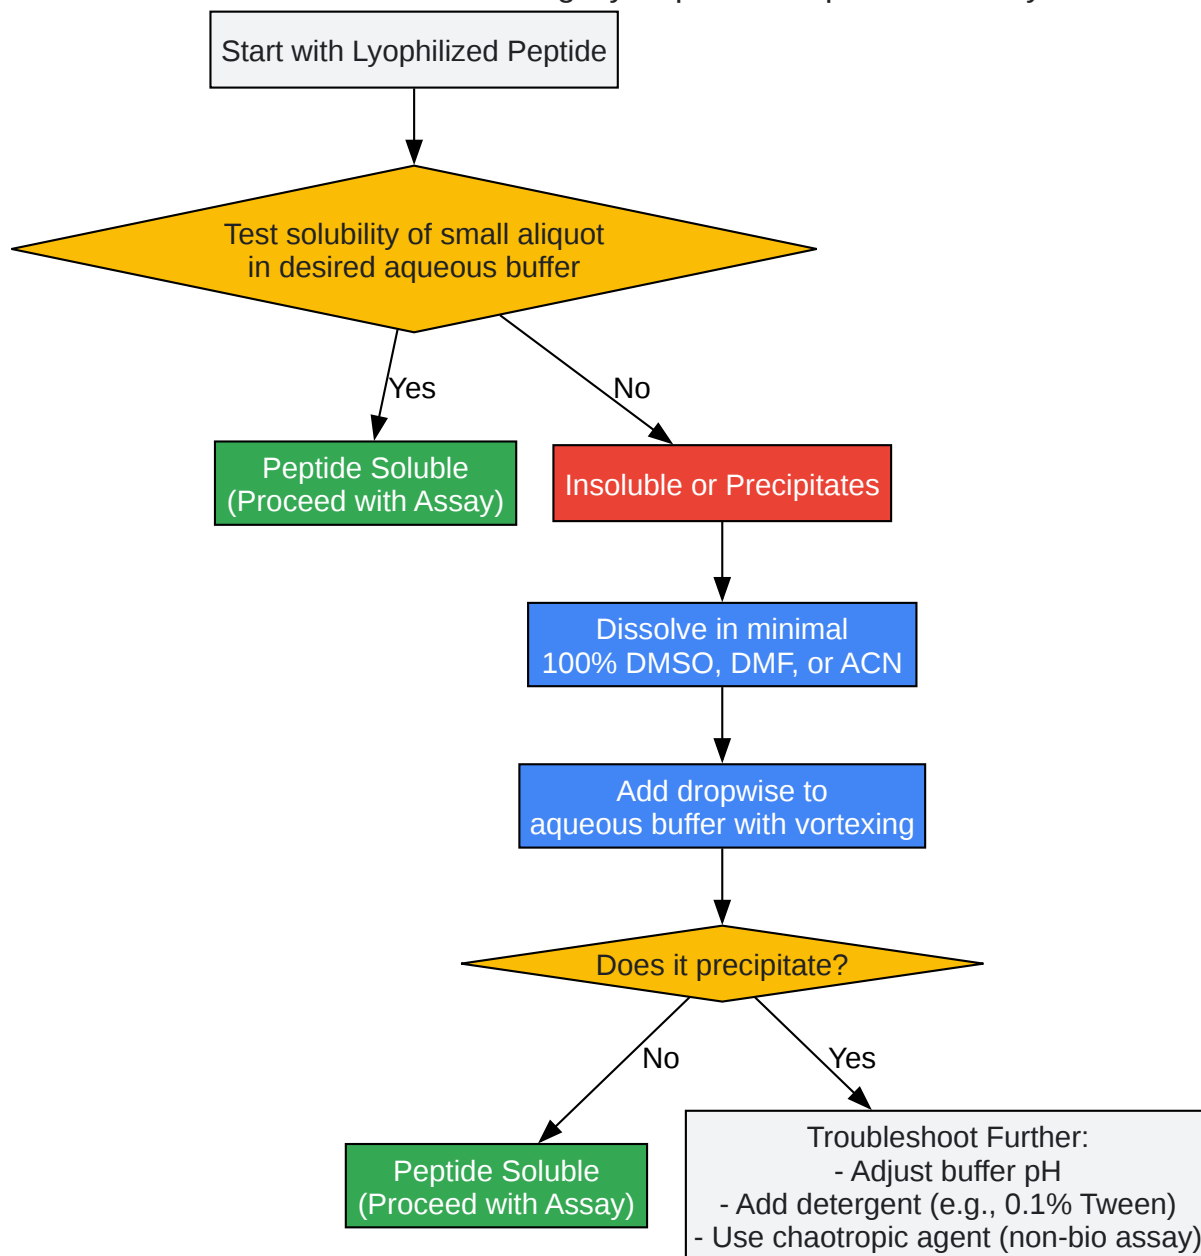 Start with Lyophilized Peptide
Test solubility of small aliquot
in desired aqueous buffer
Yes
No
Peptide Soluble
(Proceed with Assay)
Insoluble or Precipitates
Dissolve in minimal
100% DMSO, DMF, or ACN
Add dropwise to
aqueous buffer with vortexing
Does it precipitate?
No
Yes
Peptide Soluble
(Proceed with Assay)
Troubleshoot Further:
- Adjust buffer pH
- Add detergent (e.g., 0.1% Tween)
- Use chaotropic agent (non-bio assay)